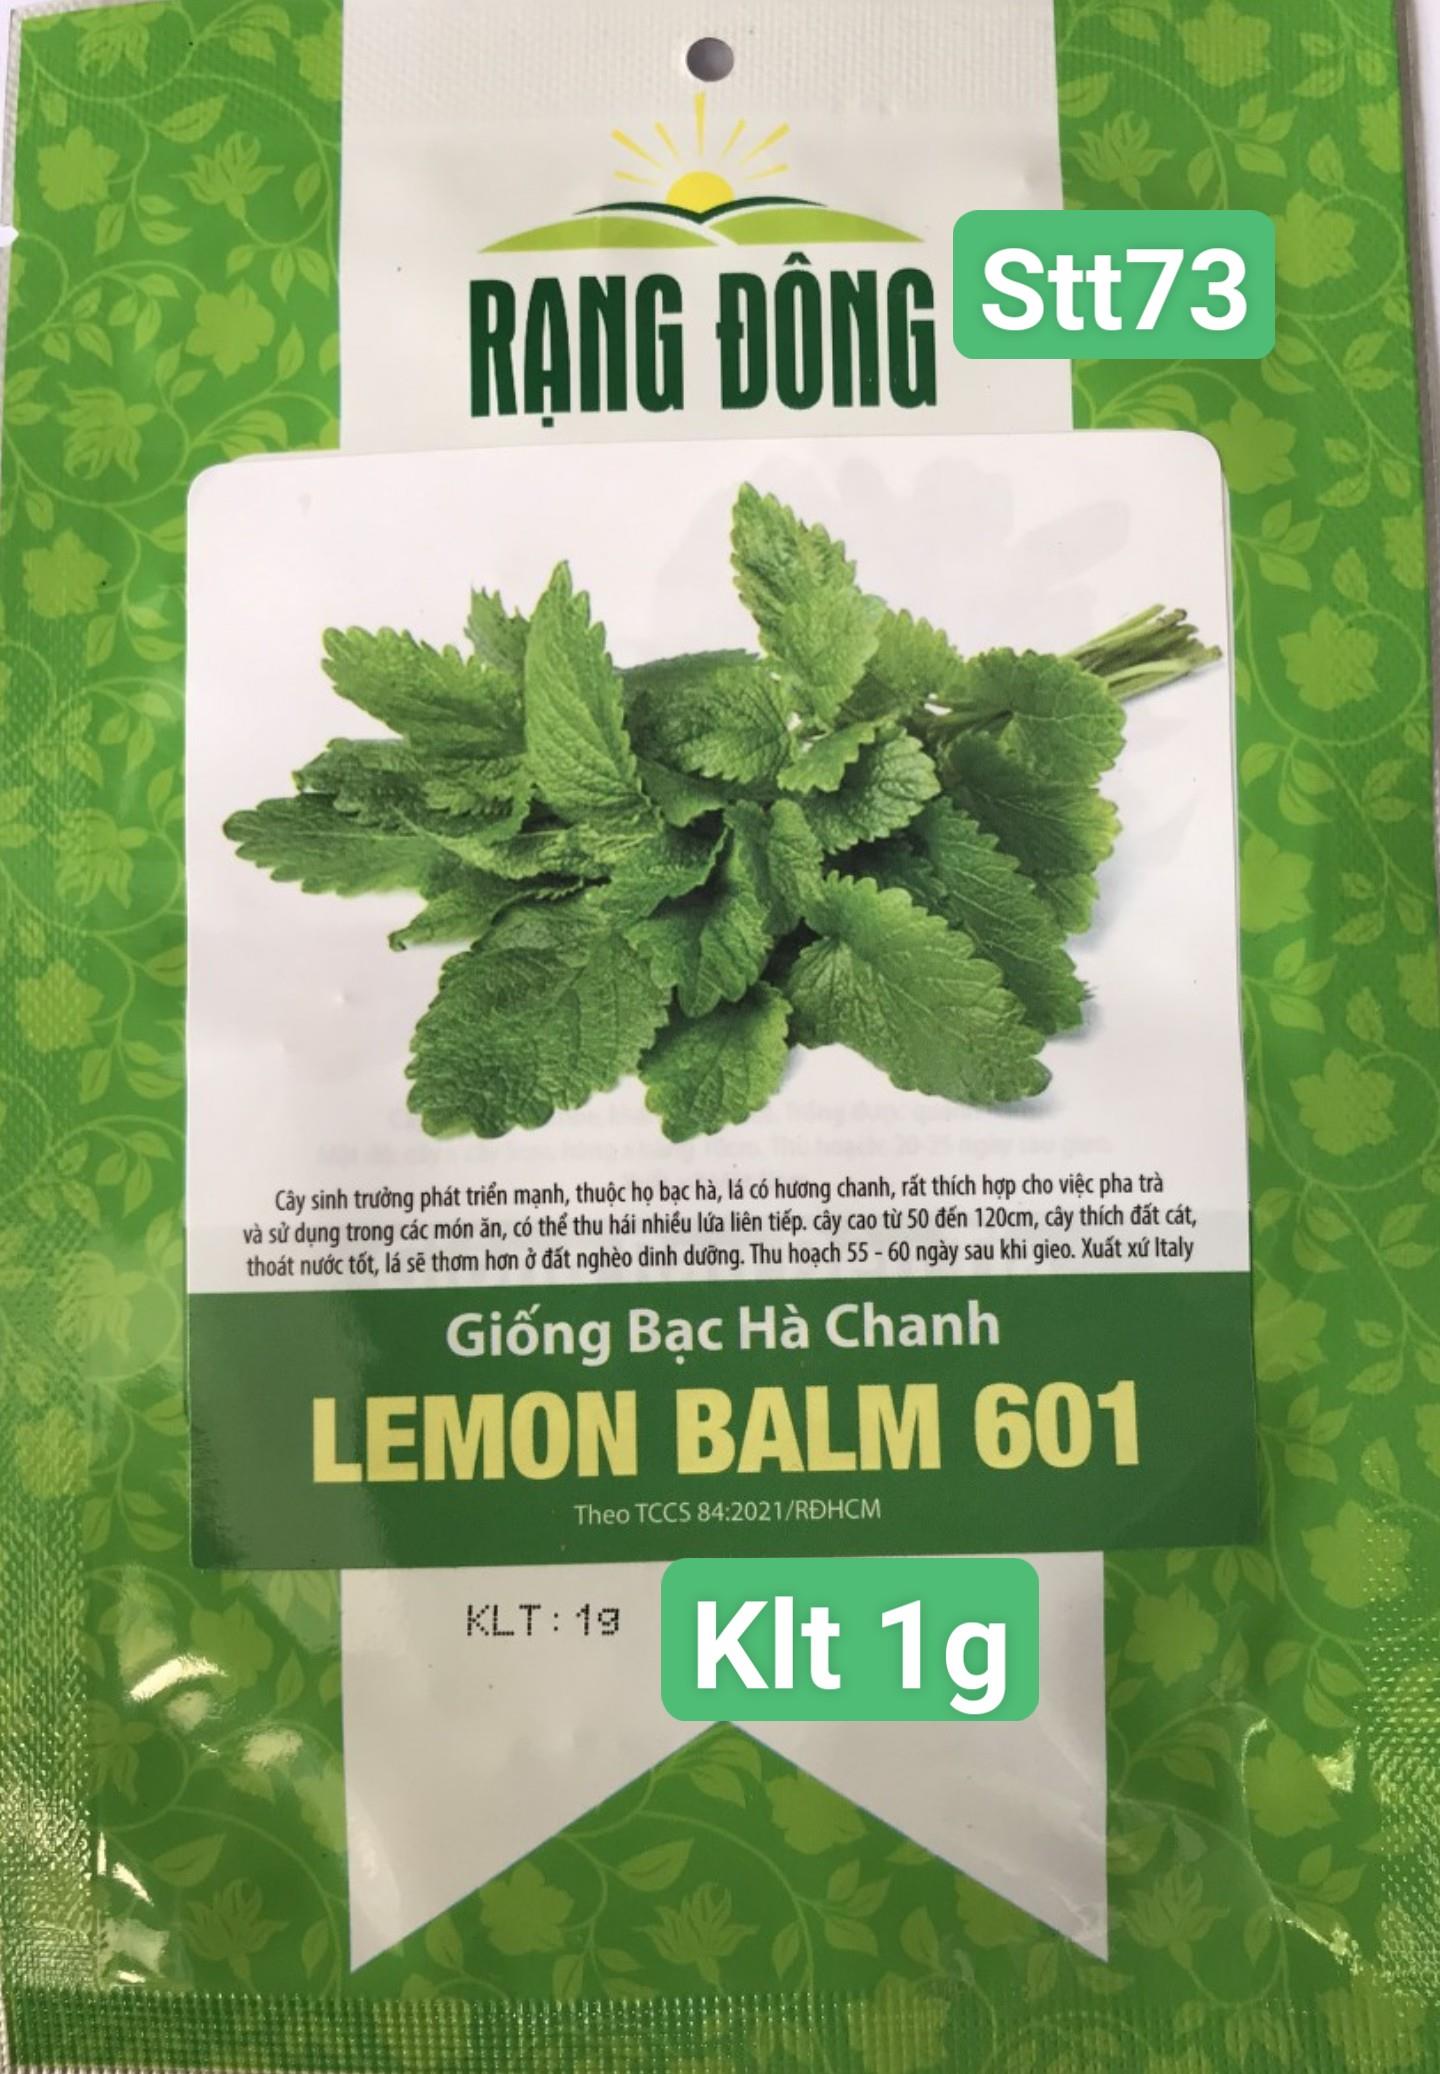 RẠNG ĐÔNG
Stt73
Cây sinh trưởng phát triển mạnh, thuộc họ bạc hà, lá có hương chanh, rất thích hợp cho việc pha trà
và sử dụng trong các món ăn, có thể thu hái nhiều lứa liên tiếp. cây cao từ 50 đến 120cm, cây thích đất cát,
thoát nước tốt, lá sẽ thơm hơn ở đất nghèo dinh dưỡng. Thu hoạch 55 - 60 ngày sau khi gieo. Xuất xứ Italy
Giống Bạc Hà Chanh
LEMON BALM 601
Theo TCCS 84:2021/RĐHCM
KLT: 1g
Klt 1g